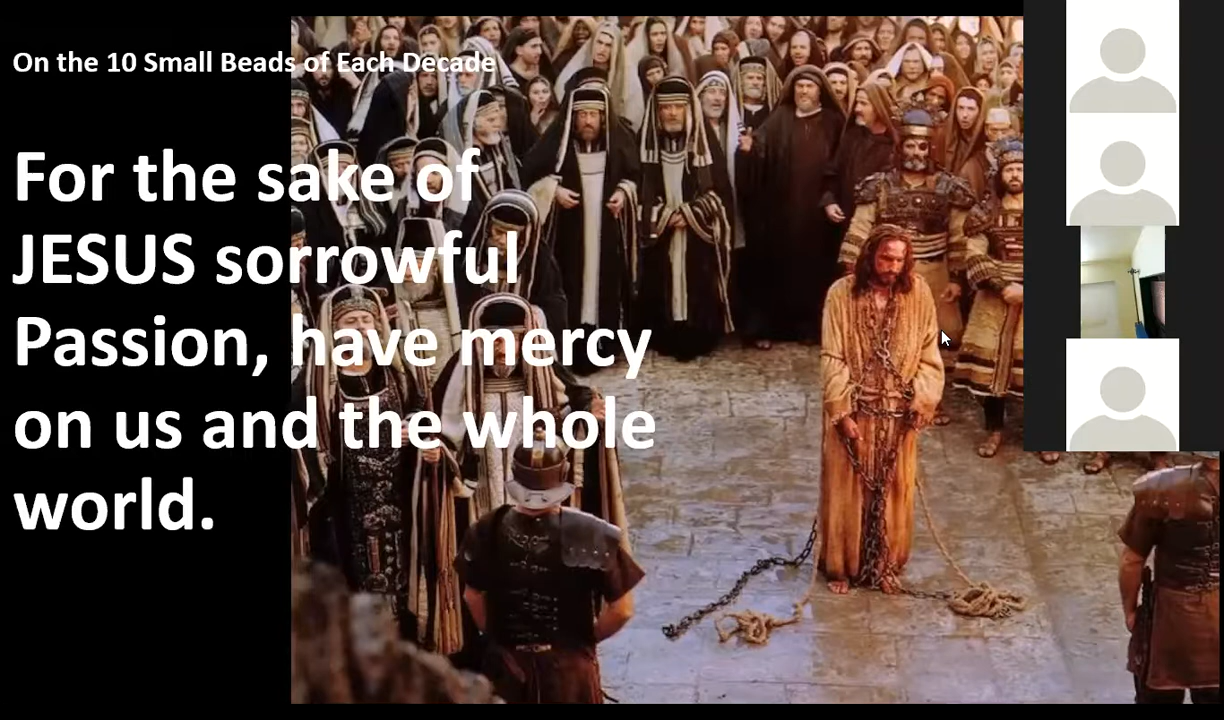 On the 10 Small Beads of Each Decade
For the sake of
JESUS sorrowful
Passion, have mercy
on us and the whole
world.